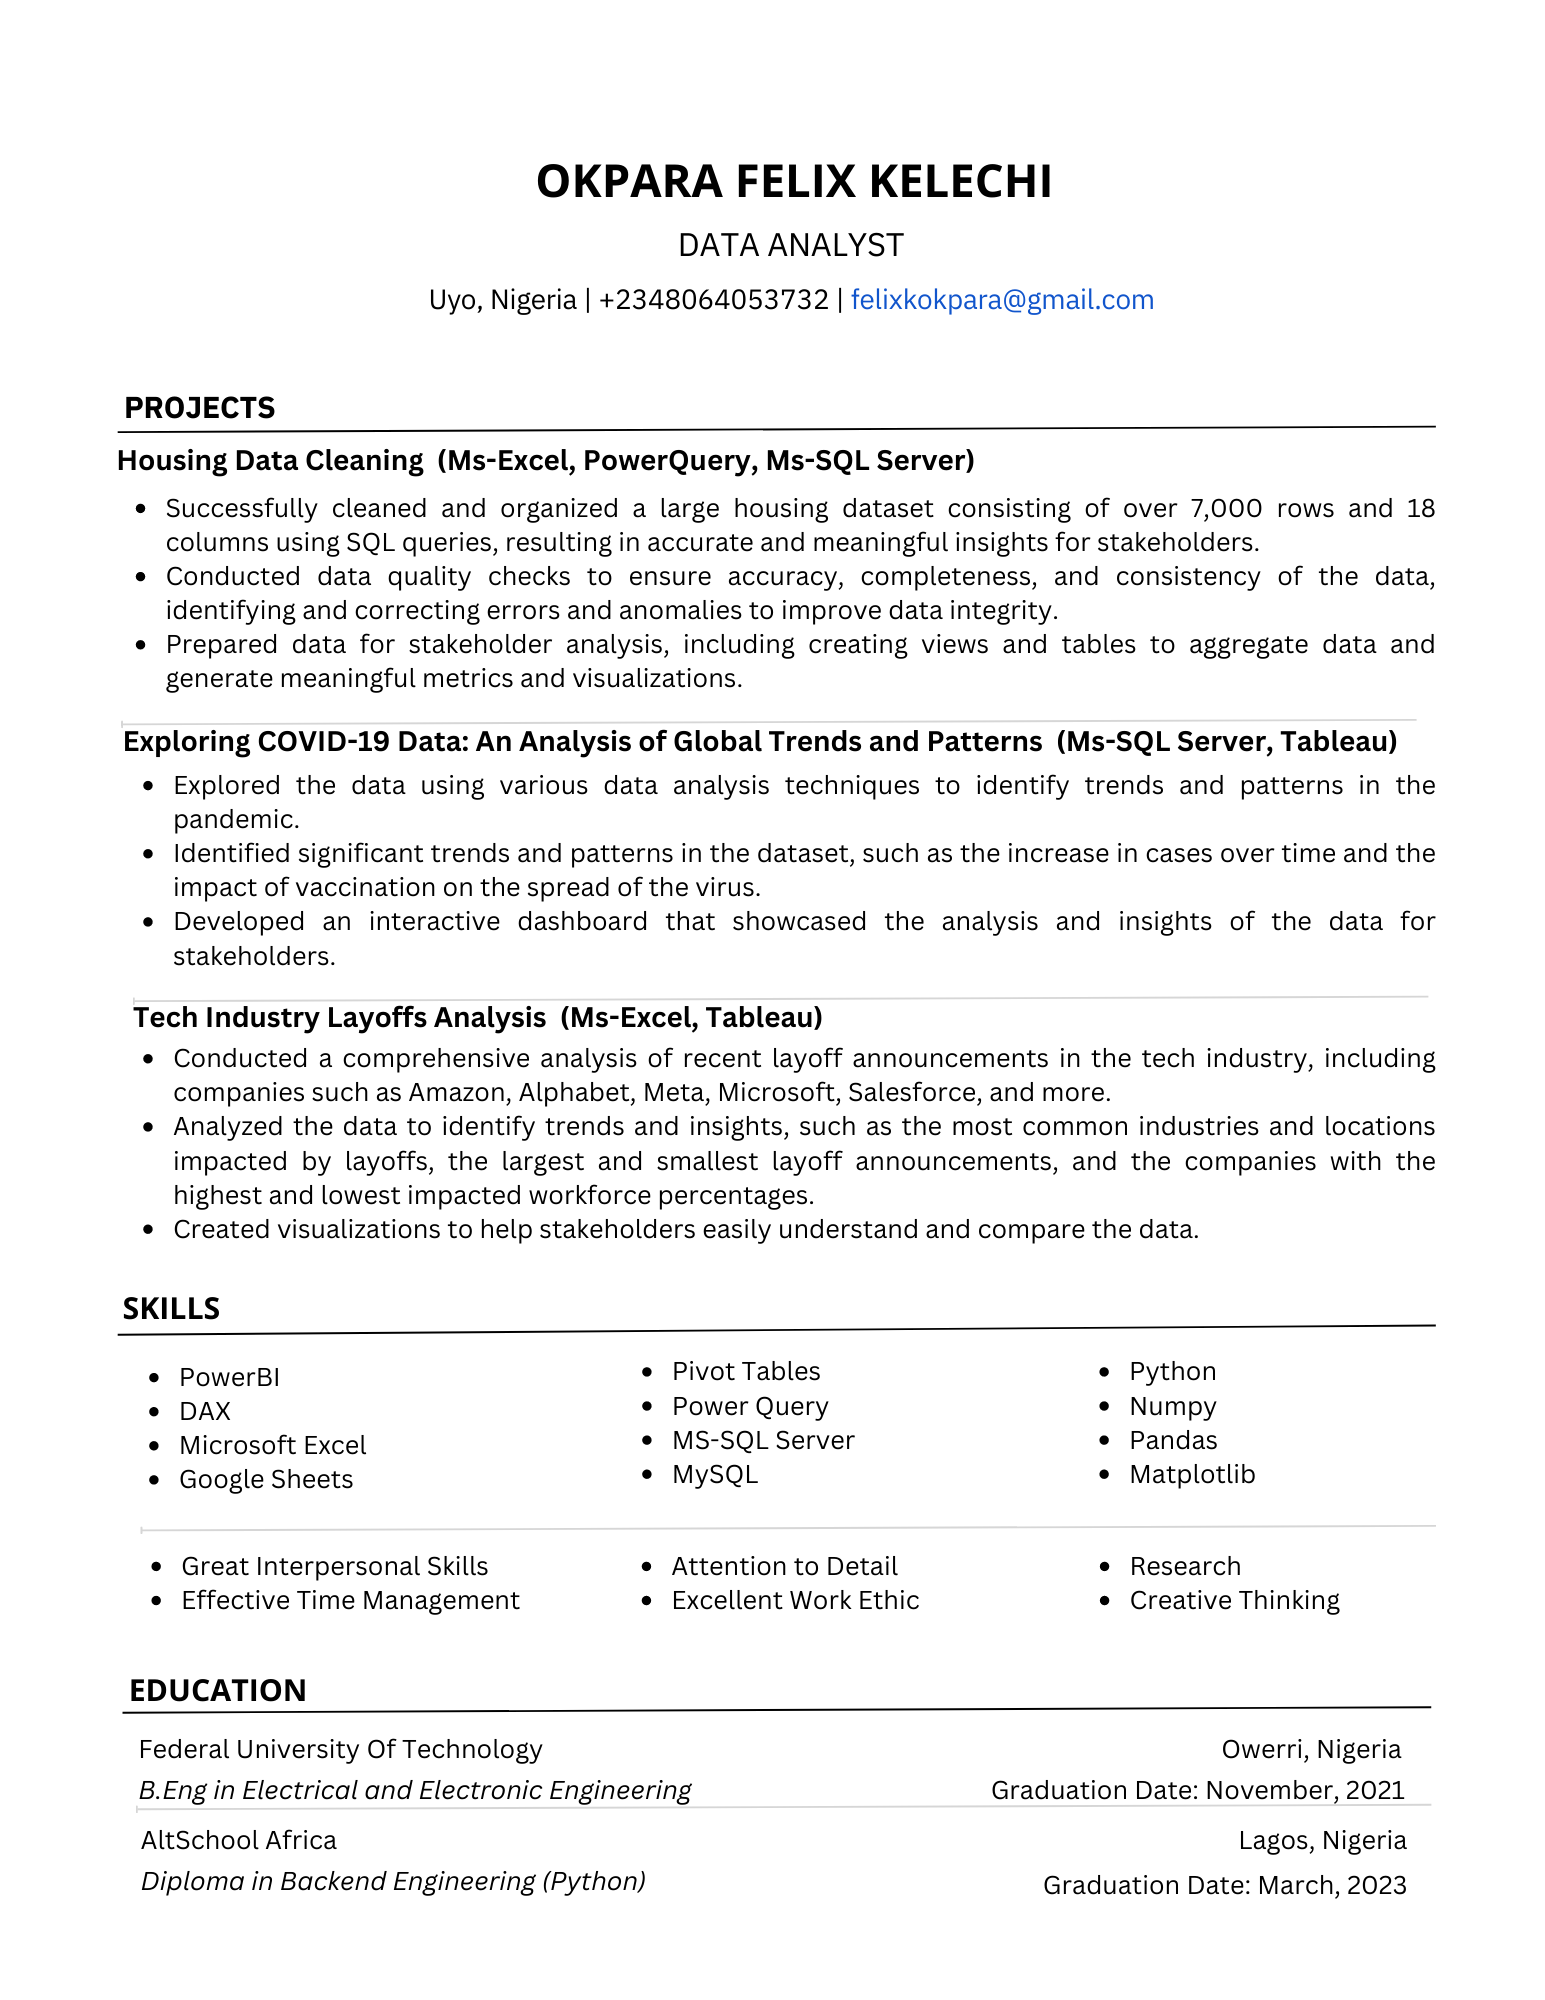 OKPARA FELIX KELECHI
DATA ANALYST
Uyo, Nigeria | +2348064053732 | felixkokpara@gmail.com
PROJECTS
Housing Data Cleaning (Ms-Excel, PowerQuery, Ms-SQL Server)
• Successfully cleaned and organized a large housing dataset consisting of over 7,000 rows and 18
columns using SQL queries, resulting in accurate and meaningful insights for stakeholders.
• Conducted data quality checks to ensure accuracy, completeness, and consistency of the data,
identifying and correcting errors and anomalies to improve data integrity.
• Prepared data for stakeholder analysis, including creating views and tables to aggregate data and
generate meaningful metrics and visualizations.
Exploring COVID-19 Data: An Analysis of Global Trends and Patterns (Ms-SQL Server, Tableau)
• Explored the data using various data analysis techniques to identify trends and patterns in the
pandemic.
• Identified significant trends and patterns in the dataset, such as the increase in cases over time and the
impact of vaccination on the spread of the virus.
• Developed an interactive dashboard that showcased the analysis and insights of the data for
stakeholders.
Tech Industry Layoffs Analysis (Ms-Excel, Tableau)
• Conducted a comprehensive analysis of recent layoff announcements in the tech industry, including
companies such as Amazon, Alphabet, Meta, Microsoft, Salesforce, and more.
• Analyzed the data to identify trends and insights, such as the most common industries and locations
impacted by layoffs, the largest and smallest layoff announcements, and the companies with the
highest and lowest impacted workforce percentages.
• Created visualizations to help stakeholders easily understand and compare the data.
SKILLS
• PowerBI
• DAX
• Microsoft Excel
• Google Sheets
• Pivot Tables
• Power Query
• MS-SQL Server
• MySQL
• Python
• Numpy
• Pandas
• Matplotlib
• Great Interpersonal Skills
• Effective Time Management
• Attention to Detail
• Excellent Work Ethic
• Research
• Creative Thinking
EDUCATION
Federal University Of Technology Owerri, Nigeria
B.Eng in Electrical and Electronic Engineering Graduation Date: November, 2021
AltSchool Africa Lagos, Nigeria
Diploma in Backend Engineering (Python) Graduation Date: March, 2023